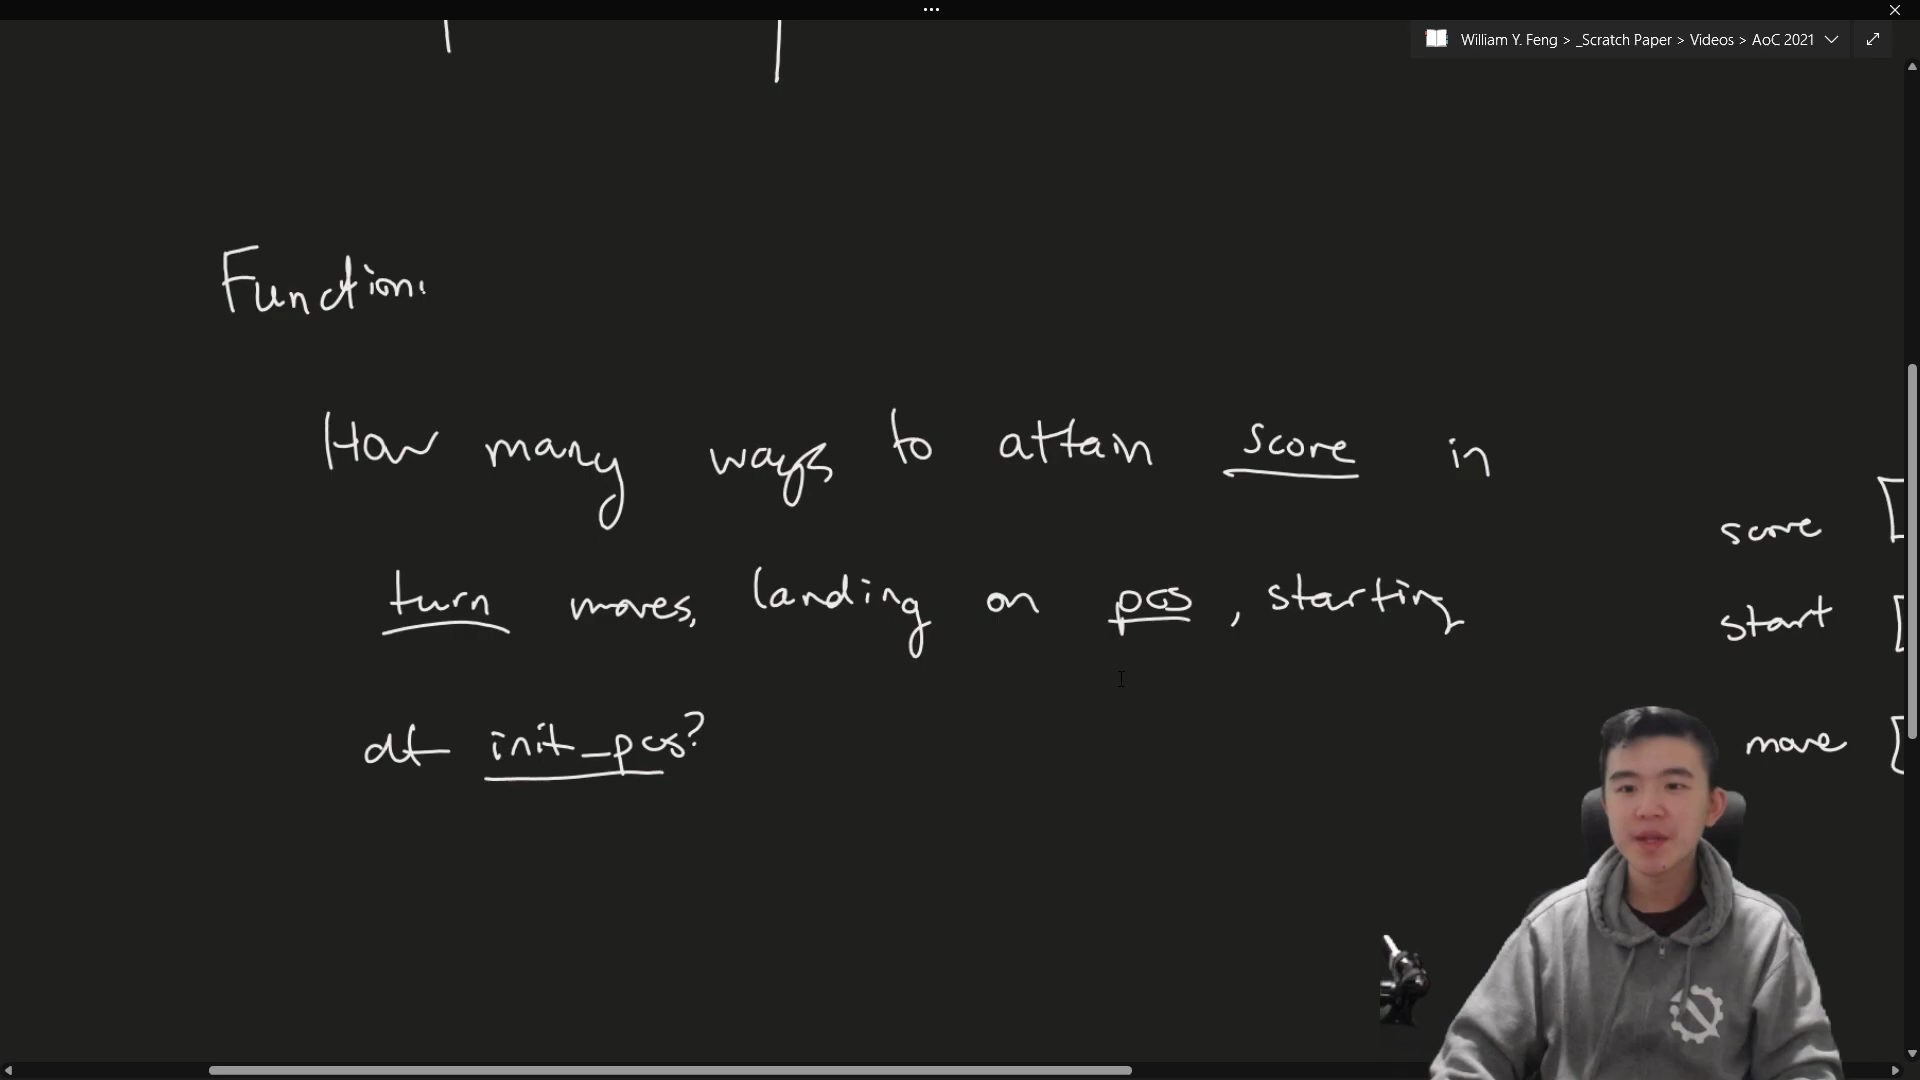 William Y. Feng > _Scratch Paper > Videos > AoC 2021
Function:
How many ways to attain score in
turn moves, landing on pos, starting
at init_pos?
score [
start [
move [